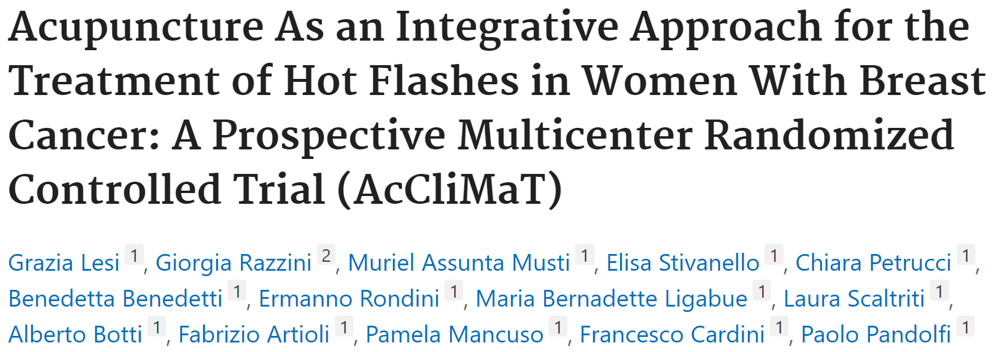 Acupuncture As an Integrative Approach for the
Treatment of Hot Flashes in Women With Breast
Cancer: A Prospective Multicenter Randomized
Controlled Trial (AcCliMaT)
Grazia Lesi 1, Giorgia Razzini 2, Muriel Assunta Musti 1, Elisa Stivanello 1, Chiara Petrucci 1,
Benedetta Benedetti 1, Ermanno Rondini 1, Maria Bernadette Ligabue 1, Laura Scaltriti 1,
Alberto Botti 1, Fabrizio Artioli 1, Pamela Mancuso 1, Francesco Cardini 1, Paolo Pandolfi 1